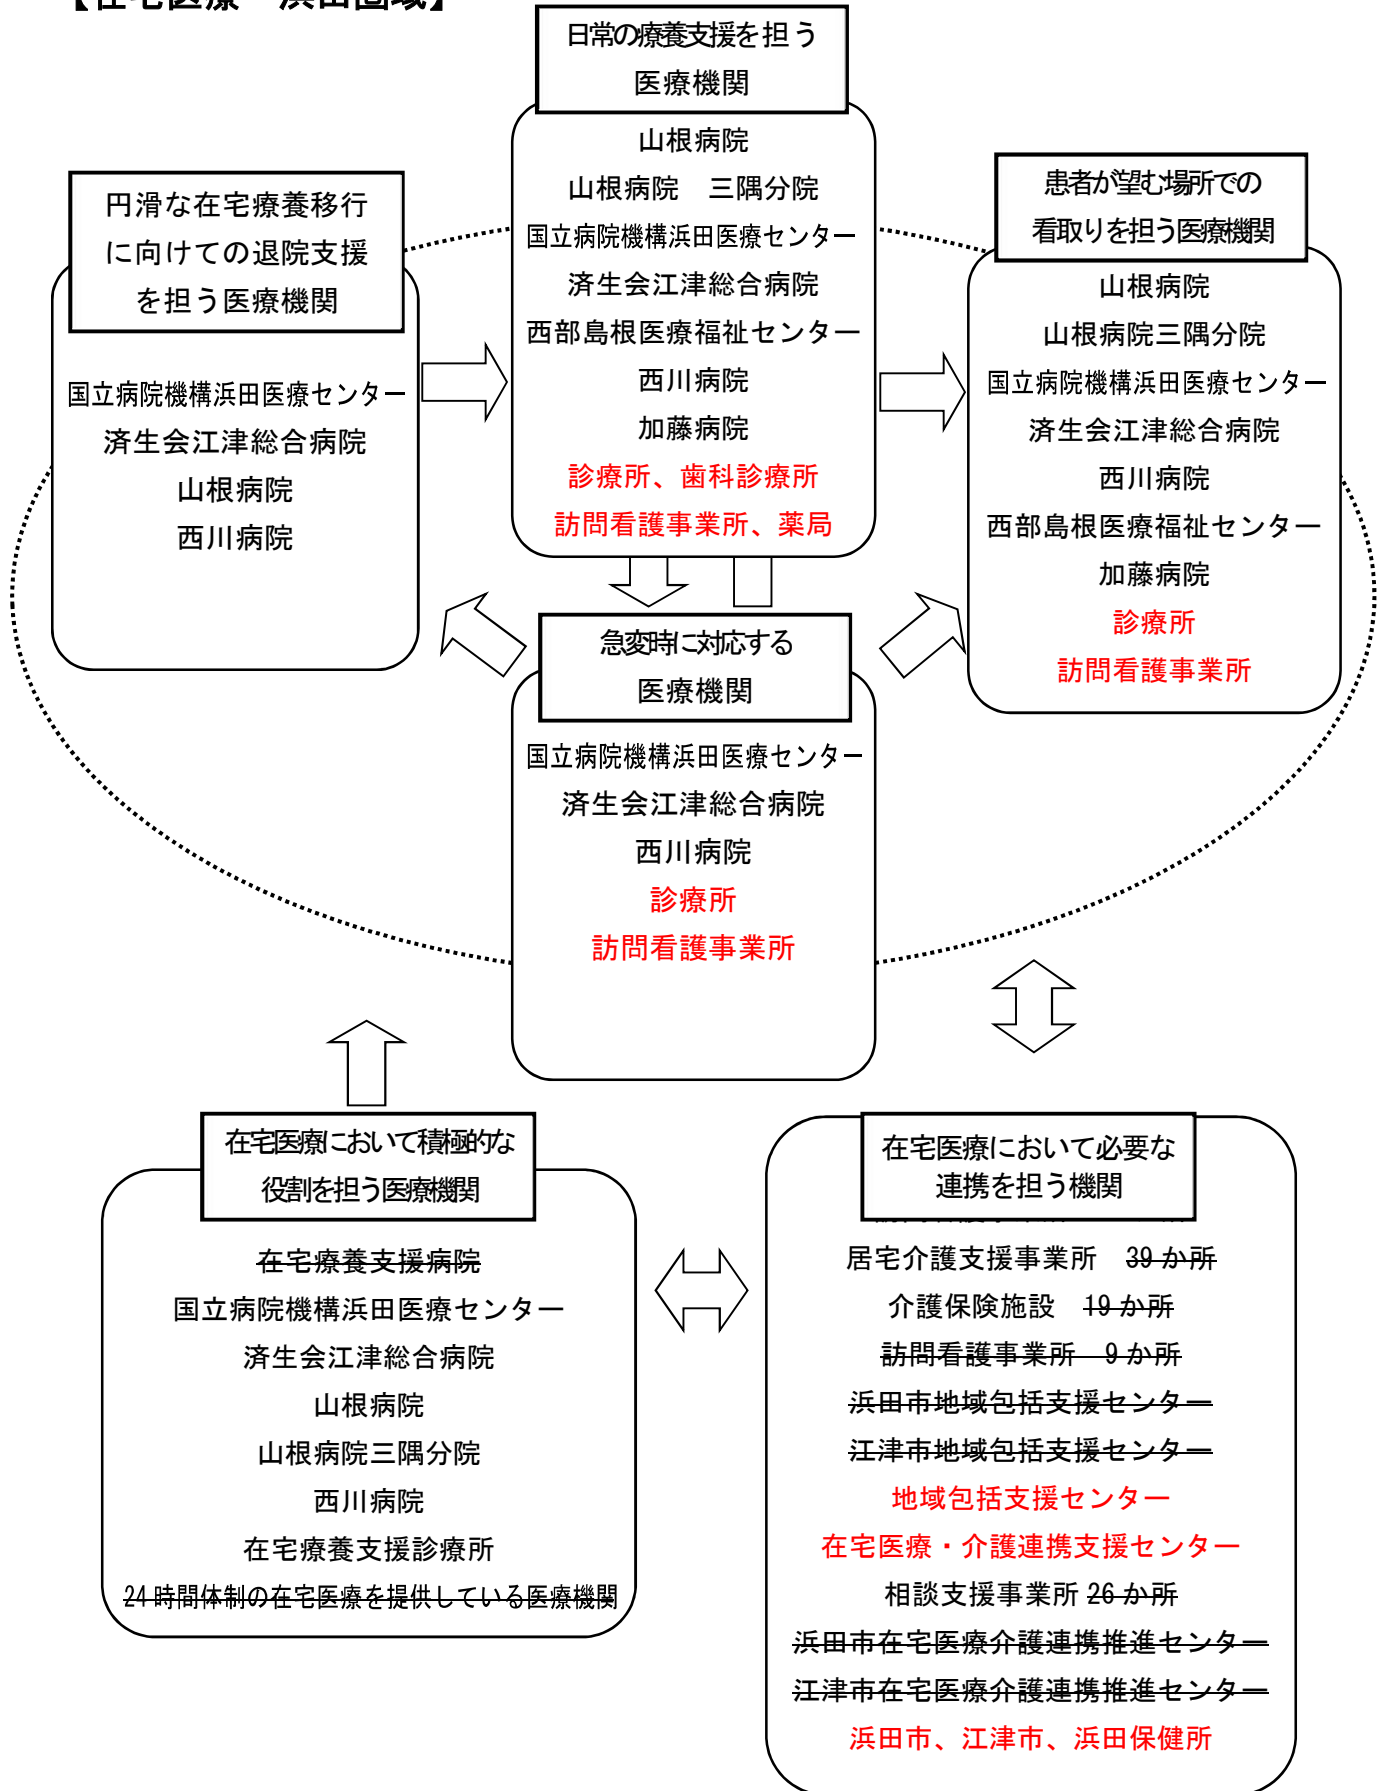 【在宅医療 浜田圏域】
日常の療養支援を担う
医療機関
山根病院
山根病院 三隅分院
国立病院機構浜田医療センター
済生会江津総合病院
西部島根医療福祉センター
西川病院
加藤病院
診療所、歯科診療所
訪問看護事業所、薬局
円滑な在宅療養移行
に向けての退院支援
を担う医療機関
国立病院機構浜田医療センター
済生会江津総合病院
山根病院
西川病院
患者が望む場所での
看取りを担う医療機関
山根病院
山根病院三隅分院
国立病院機構浜田医療センター
済生会江津総合病院
西川病院
西部島根医療福祉センター
加藤病院
診療所
訪問看護事業所
急変時に対応する
医療機関
国立病院機構浜田医療センター
済生会江津総合病院
西川病院
診療所
訪問看護事業所
在宅医療において積極的な
役割を担う医療機関
在宅療養支援病院
国立病院機構浜田医療センター
済生会江津総合病院
山根病院
山根病院三隅分院
西川病院
在宅療養支援診療所
24時間体制の在宅医療を提供している医療機関
在宅医療において必要な
連携を担う機関
居宅介護支援事業所 39か所
介護保険施設 19か所
訪問看護事業所 9か所
浜田市地域包括支援センター
江津市地域包括支援センター
地域包括支援センター
在宅医療・介護連携支援センター
相談支援事業所 26か所
浜田市在宅医療介護連携推進センター
江津市在宅医療介護連携推進センター
浜田市、江津市、浜田保健所